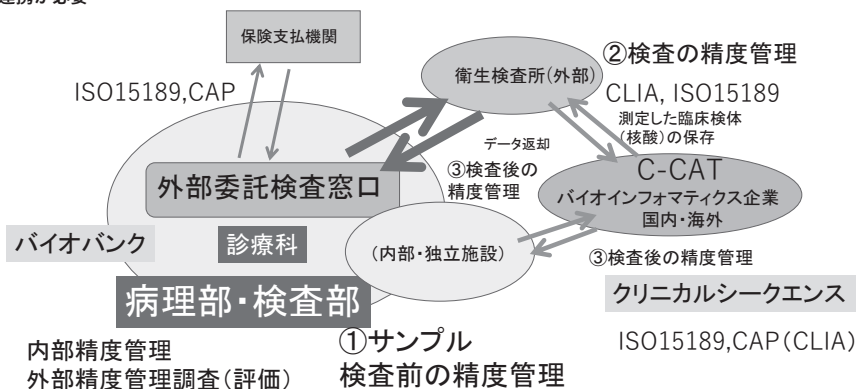 保険支払機関
衛生検査所(外部)
②検査の精度管理
ISO15189,CAP
CLIA, ISO15189
測定した臨床検体
(核酸)の保存
データ返却
③検査後の
精度管理
C-CAT
バイオインフォマティクス企業
国内・海外
外部委託検査窓口
バイオバンク
診療科
(内部・独立施設)
③検査後の精度管理
病理部・検査部
クリニカルシークエンス
①サンプル
検査前の精度管理
ISO15189,CAP(CLIA)
内部精度管理
外部精度管理調査(評価)